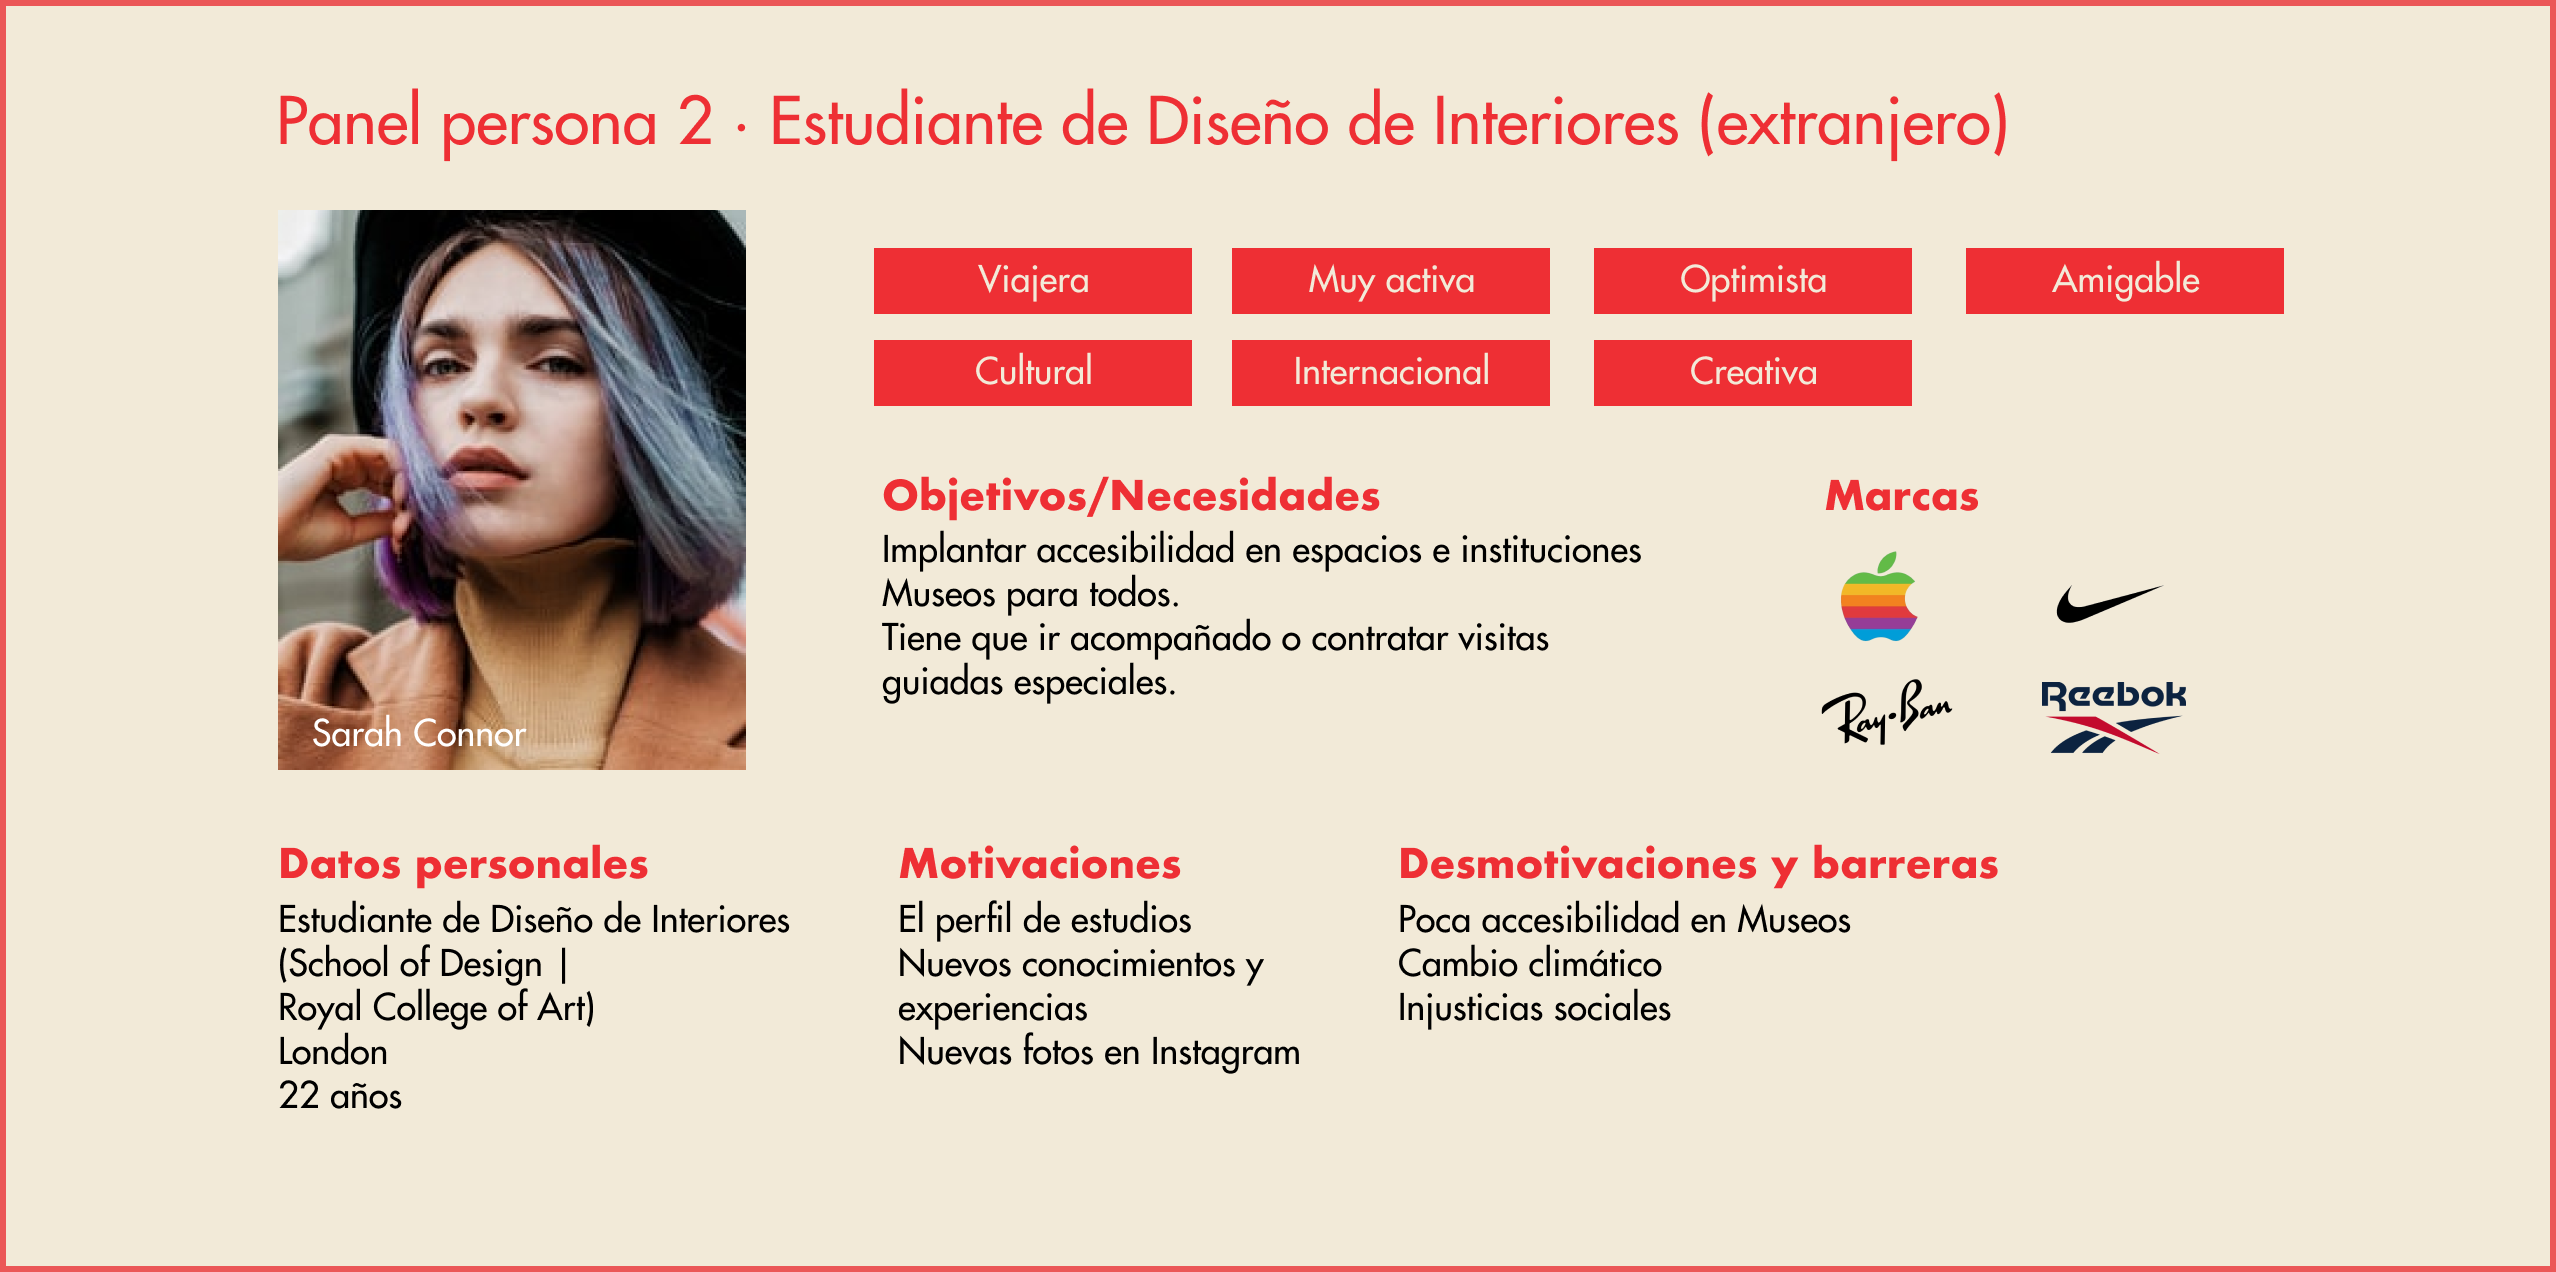 Panel persona 2 · Estudiante de Diseño de Interiores (extranjero)
Viajera
Muy activa
Optimista
Amigable
Cultural
Internacional
Creativa
Sarah Connor
Objetivos/Necesidades
Implantar accesibilidad en espacios e instituciones
Museos para todos.
Tiene que ir acompañado o contratar visitas
guiadas especiales.
Marcas
Ray-Ban
Reebok
Datos personales
Estudiante de Diseño de Interiores
(School of Design |
Royal College of Art)
London
22 años
Motivaciones
El perfil de estudios
Nuevos conocimientos y
experiencias
Nuevas fotos en Instagram
Desmotivaciones y barreras
Poca accesibilidad en Museos
Cambio climático
Injusticias sociales